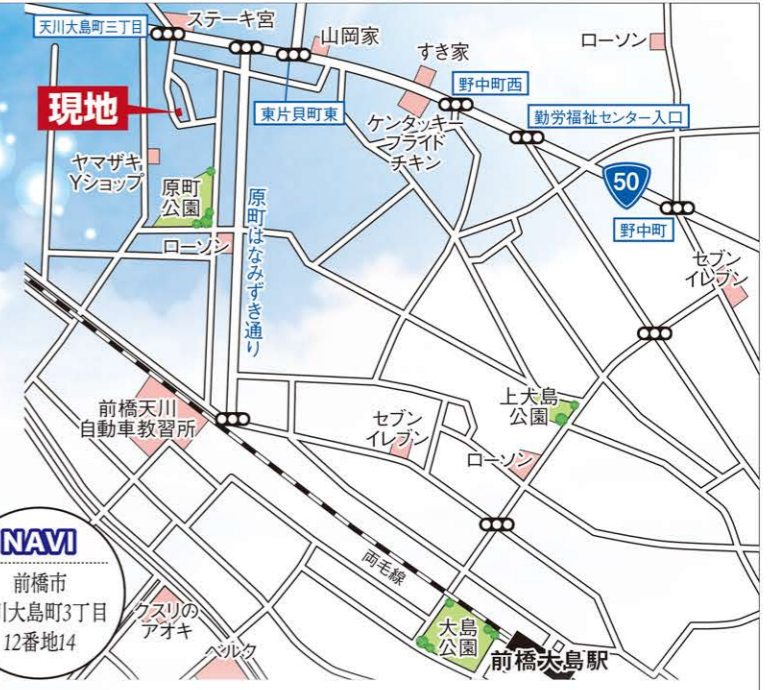 天川大島町三丁目
ステーキ宮
山岡家
すき家
ローソン
現地
東片貝町東
野中町西
勤労福祉センター入口
ケンタッキー
フライド
チキン
ヤマザキ
Yショップ
原町
公園
50
野中町
ローソン
原町はなみずき通り
セブン
イレブン
前橋天川
自動車教習所
セブン
イレブン
上大島
公園
ローソン
NAVI
前橋市
川大島町3丁目
12番地14
両毛線
クスリの
アオキ
ベルク
大島
公園
前橋大島駅